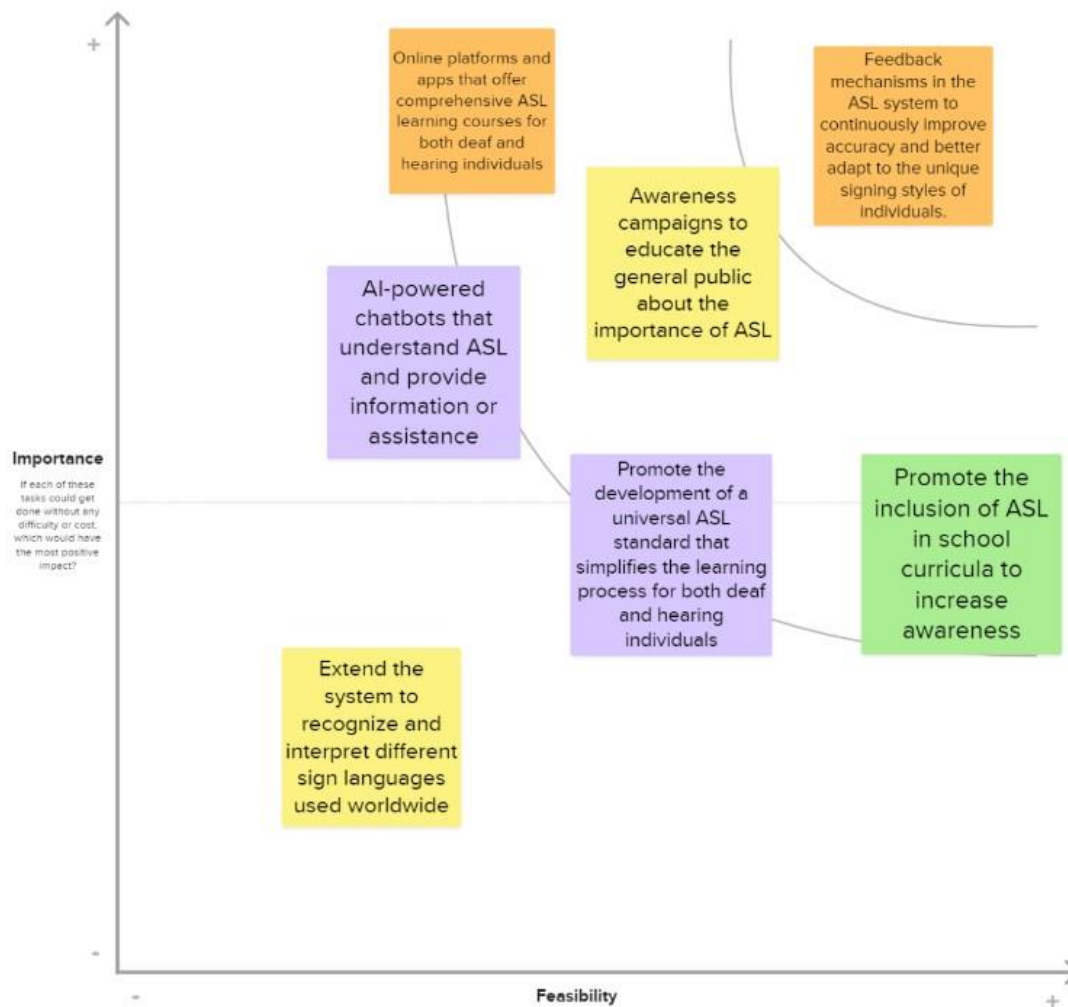 +
Online platforms and
apps that offer
comprehensive ASL
learning courses for
both deaf and
hearing individuals
Feedback
mechanisms in the
ASL system to
continuously improve
accuracy and better
adapt to the unique
signing styles of
individuals.
Awareness
campaigns to
educate the
general public
about the
importance of ASL
AI-powered
chatbots that
understand ASL
and provide
information or
assistance
Importance
If each of these
tasks could get
done without any
difficulty or cost,
which would have
the most positive
impact?
Promote the
development of a
universal ASL
standard that
simplifies the learning
process for both deaf
and hearing
individuals
Promote the
inclusion of ASL
in school
curricula to
increase
awareness
Extend the
system to
recognize and
interpret different
sign languages
used worldwide
-
-
Feasibility
+